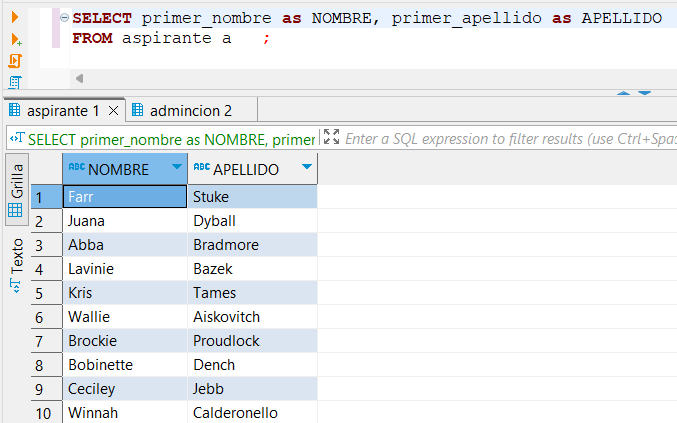 SELECT primer_nombre as NOMBRE, primer_apellido as APELLIDO
FROM aspirante a ;
aspirante 1 admincion 2
SELECT primer_nombre as NOMBRE, primer Enter a SQL expression to filter results (use Ctrl+Spa
Grilla
Texto
ABC NOMBRE ABC APELLIDO
1 Farr Stuke
2 Juana Dyball
3 Abba Bradmore
4 Lavinie Bazek
5 Kris Tames
6 Wallie Aiskovitch
7 Brockie Proudlock
8 Bobinette Dench
9 Ceciley Jebb
10 Winnah Calderonello